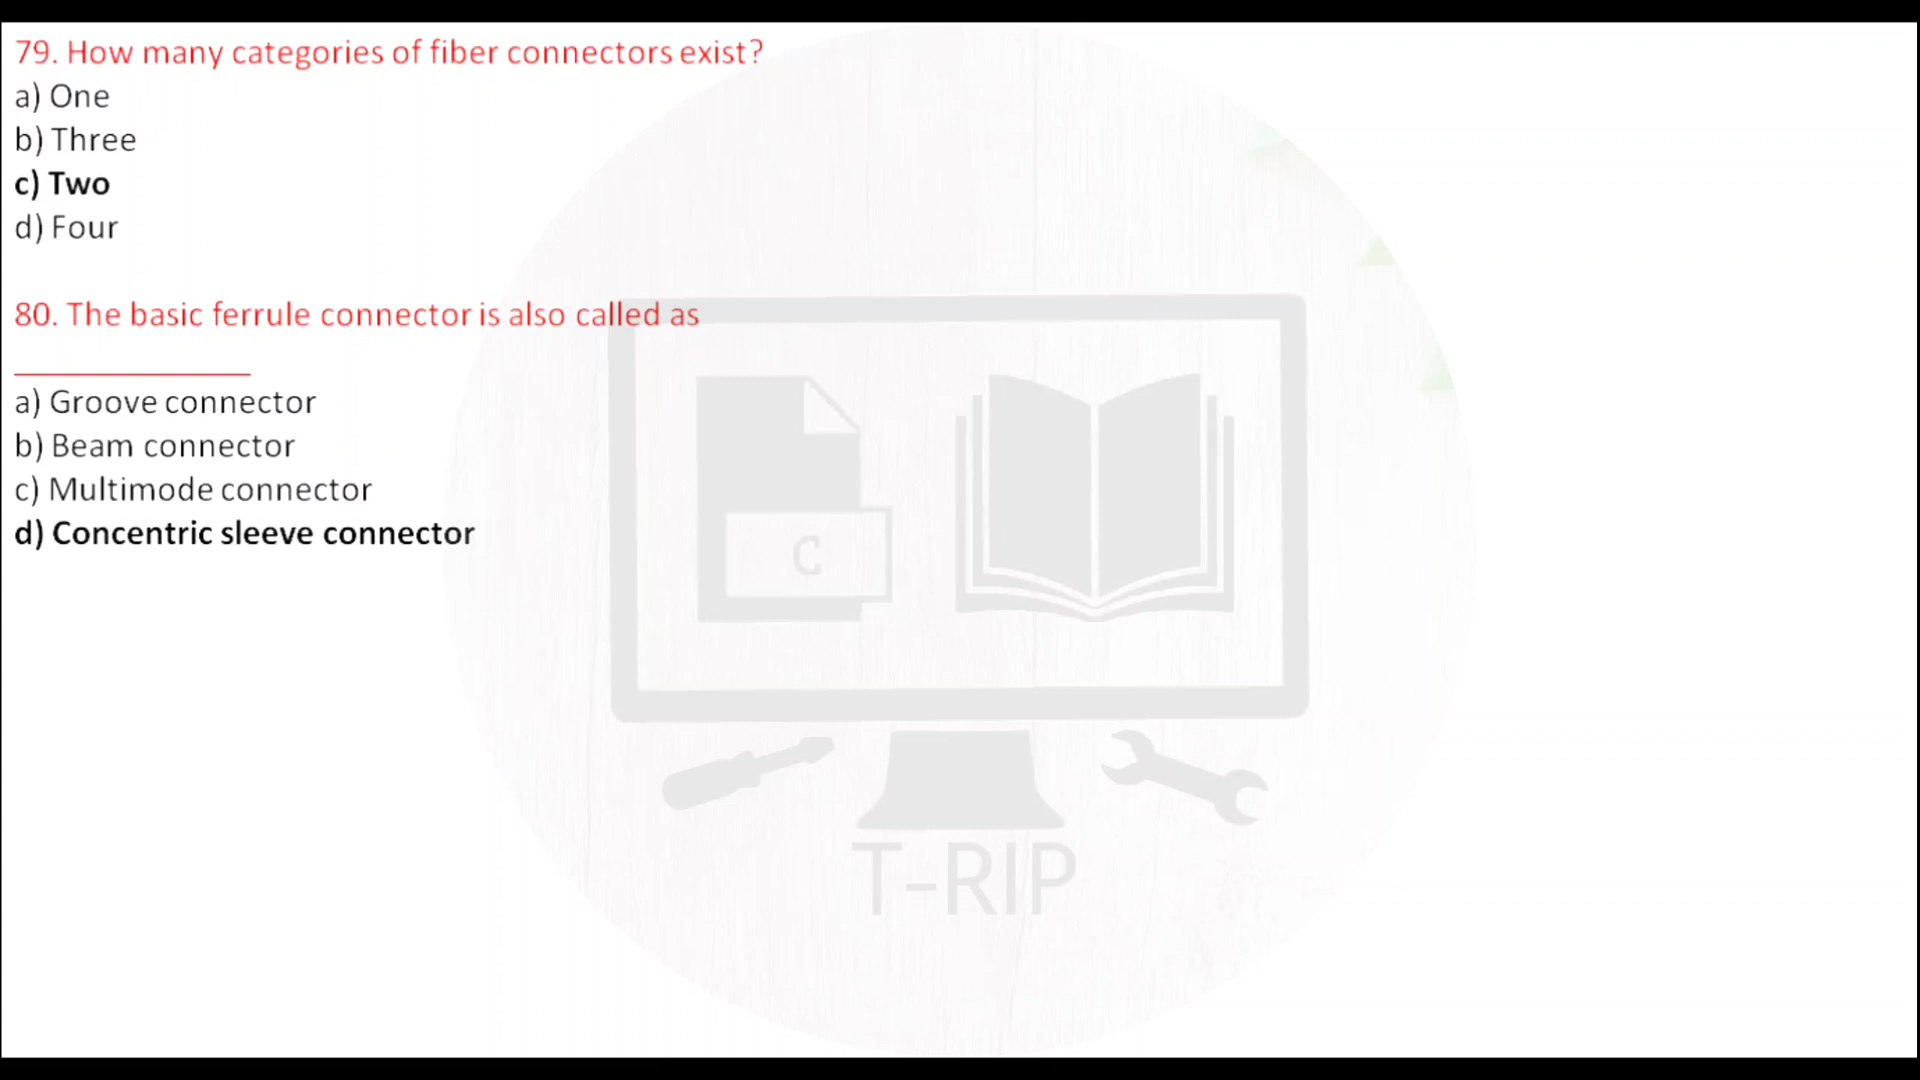 79. How many categories of fiber connectors exist?
a) One
b) Three
c) Two
d) Four
80. The basic ferrule connector is also called as
______________
a) Groove connector
b) Beam connector
c) Multimode connector
d) Concentric sleeve connector
C
T-RIP